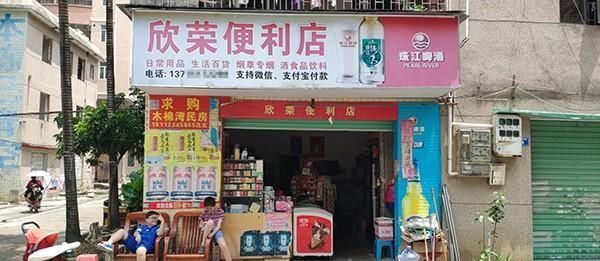 欣荣便利店
日常用品 生活百货 烟草专烟 酒食品饮料
电话: 137 支持微信、支付宝付款
珠江啤酒
PEARL RIVER
求购
木棉湾民房
15112345855
欣荣便利店